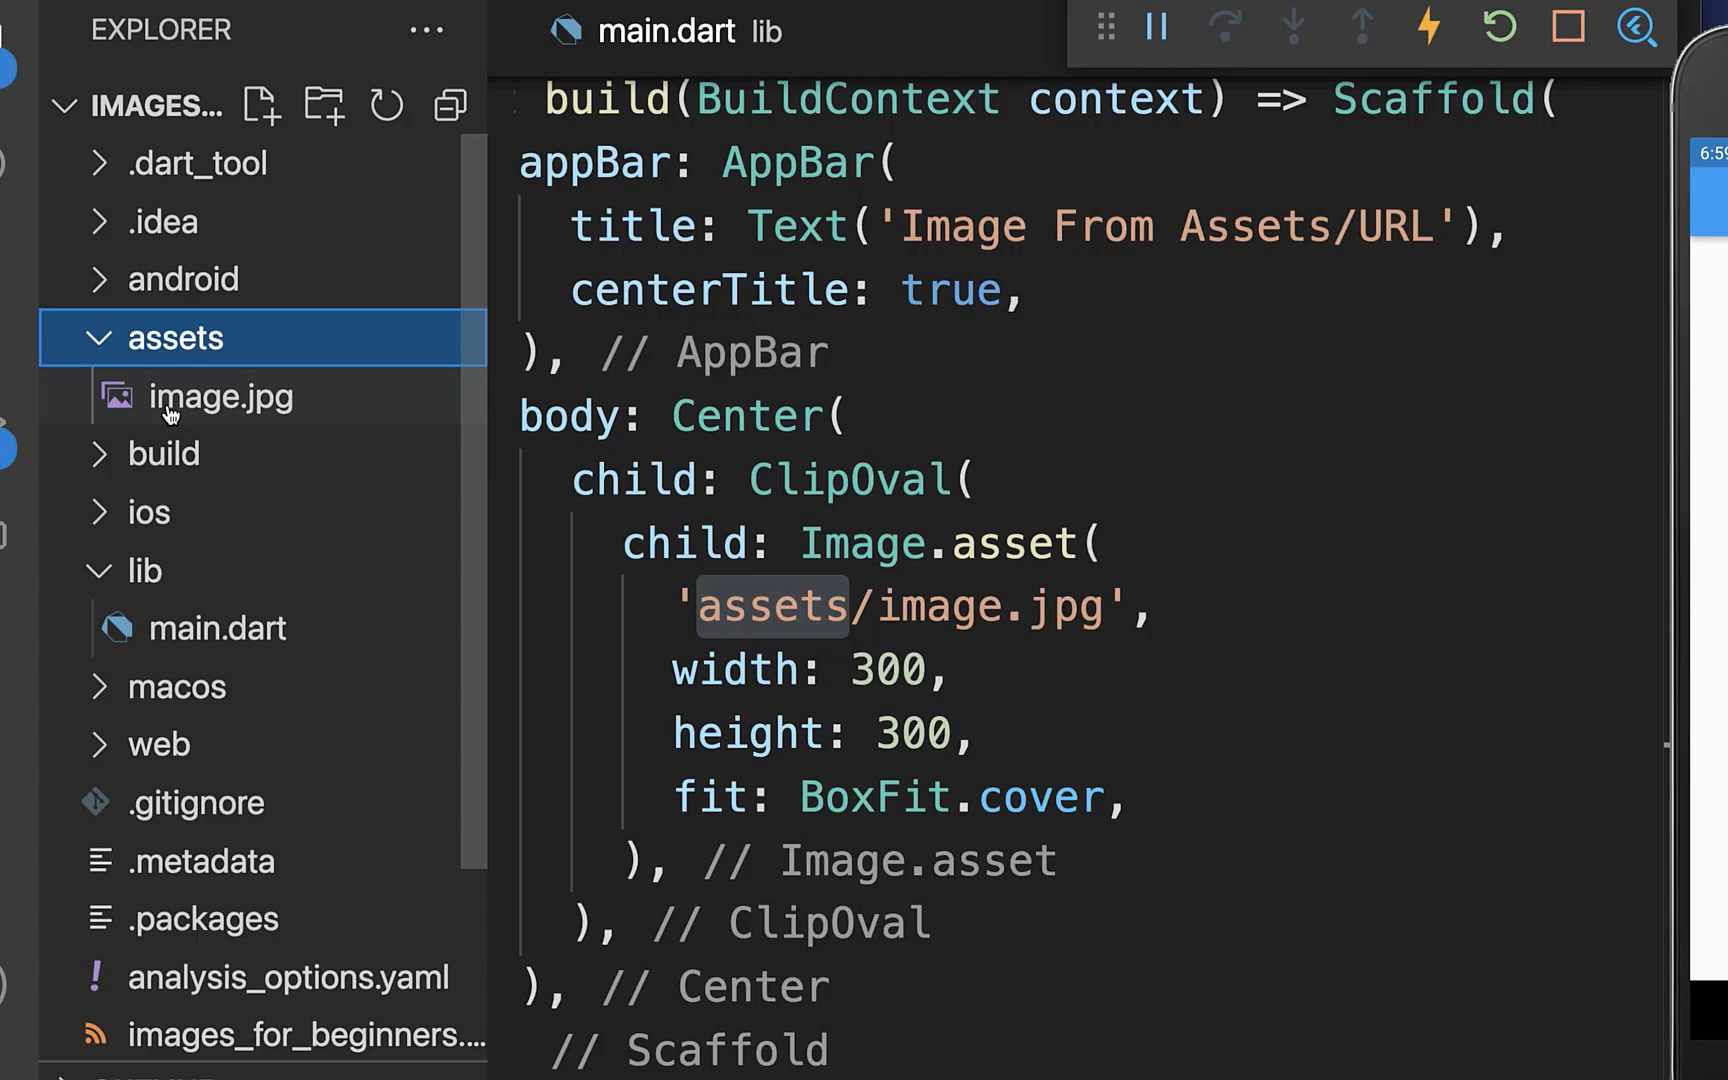 EXPLORER
IMAGES...
.dart_tool
.idea
android
assets
image.jpg
build
ios
lib
main.dart
macos
web
.gitignore
.metadata
.packages
analysis_options.yaml
images_for_beginners....
main.dart lib
build(BuildContext context) => Scaffold(
appBar: AppBar(
title: Text('Image From Assets/URL'),
centerTitle: true,
), // AppBar
body: Center(
child: ClipOval(
child: Image.asset(
'assets/image.jpg',
width: 300,
height: 300,
fit: BoxFit.cover,
), // Image.asset
), // ClipOval
), // Center
// Scaffold
6:59